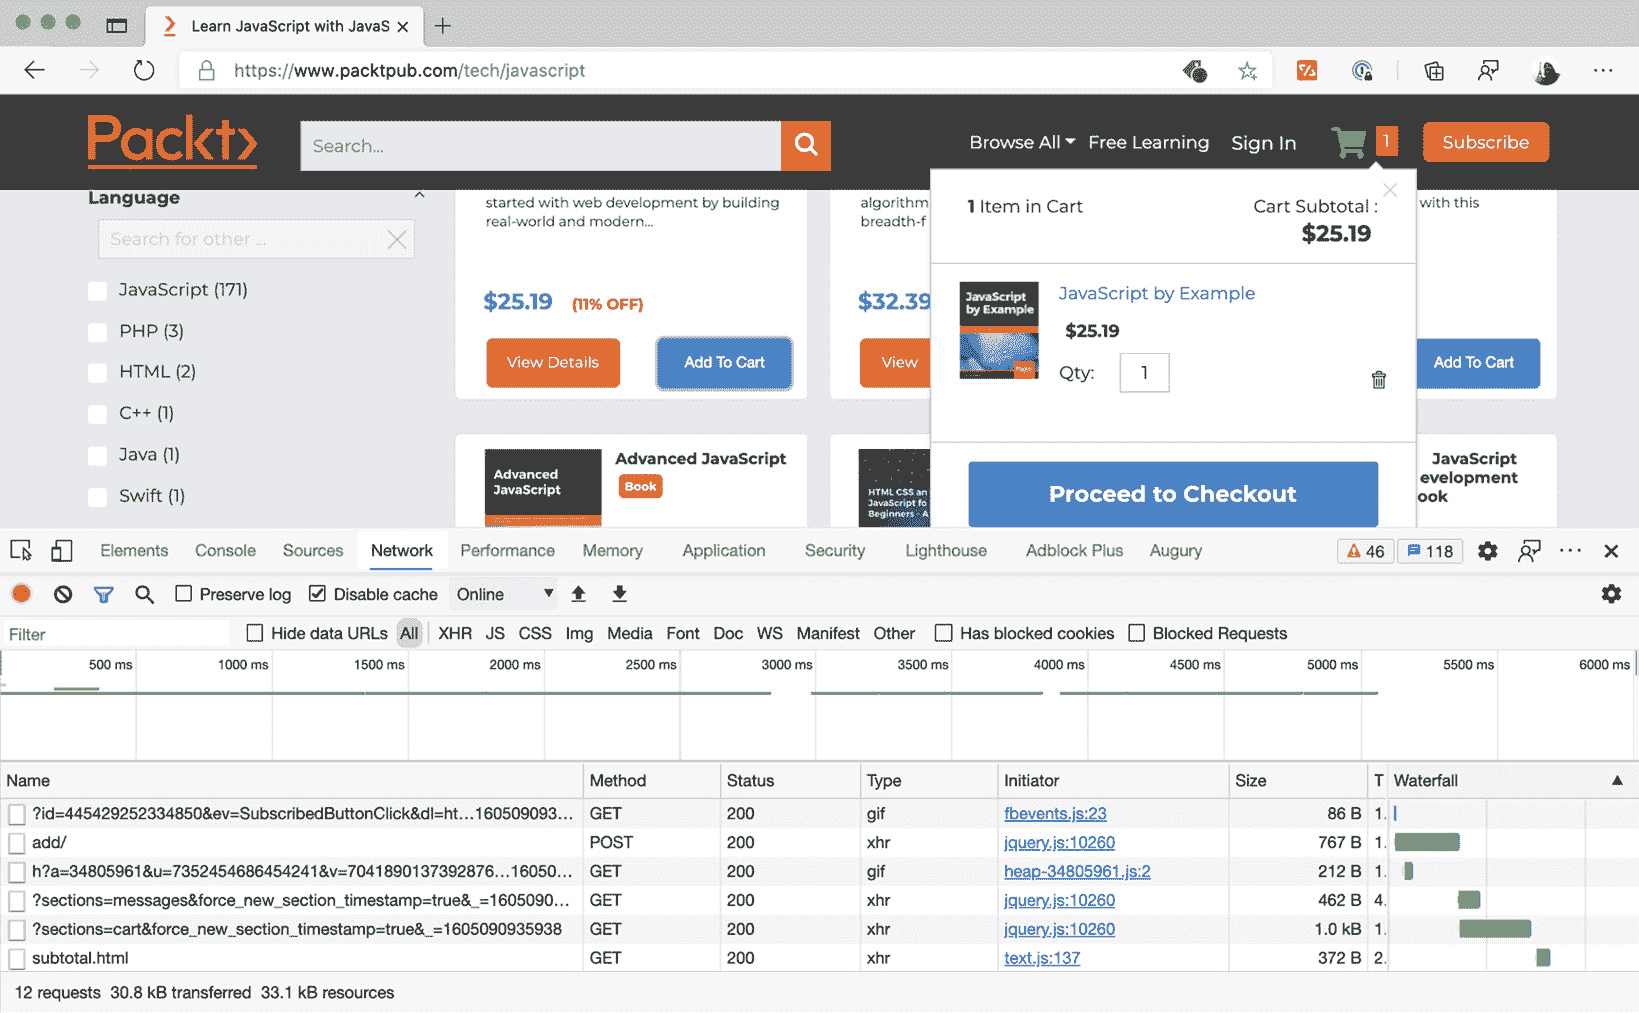 Learn JavaScript with JavaS
https://www.packtpub.com/tech/javascript
Packt
Search...
Browse All
Free Learning
Sign In
1
Subscribe
Language
Search for other ...
JavaScript (171)
PHP (3)
HTML (2)
C++ (1)
Java (1)
Swift (1)
started with web development by building
real-world and modern...
$25.19 (11% OFF)
View Details
Add To Cart
algorithm
breadth-f
$32.39
View
with this
Add To Cart
1 Item in Cart
Cart Subtotal :
$25.19
JavaScript
by Example
JavaScript by Example
$25.19
Qty: 1
Proceed to Checkout
Advanced
JavaScript
Advanced JavaScript
Book
HTML CSS an
JavaScript fo
Beginners - A
JavaScript
evelopment
ook
Elements Console Sources Network Performance Memory Application Security Lighthouse Adblock Plus Augury 46 118
Preserve log Disable cache Online
Filter Hide data URLs All XHR JS CSS Img Media Font Doc WS Manifest Other Has blocked cookies Blocked Requests
500 ms 1000 ms 1500 ms 2000 ms 2500 ms 3000 ms 3500 ms 4000 ms 4500 ms 5000 ms 5500 ms 6000 ms
Name Method Status Type Initiator Size T Waterfall
?id=445429252334850&ev=SubscribedButtonClick&dl=ht...160509093... GET 200 gif fbevents.js:23 86 B 1.
add/ POST 200 xhr jquery.js:10260 767 B 1.
h?a=34805961&u=7352454686454241&v=7041890137392876...16050... GET 200 gif heap-34805961.js:2 212 B 1.
?sections=messages&force_new_section_timestamp=true&_=1605090... GET 200 xhr jquery.js:10260 462 B 4.
?sections=cart&force_new_section_timestamp=true&_=1605090935938 GET 200 xhr jquery.js:10260 1.0 kB 1.
subtotal.html GET 200 xhr text.js:137 372 B 2.
12 requests 30.8 kB transferred 33.1 kB resources